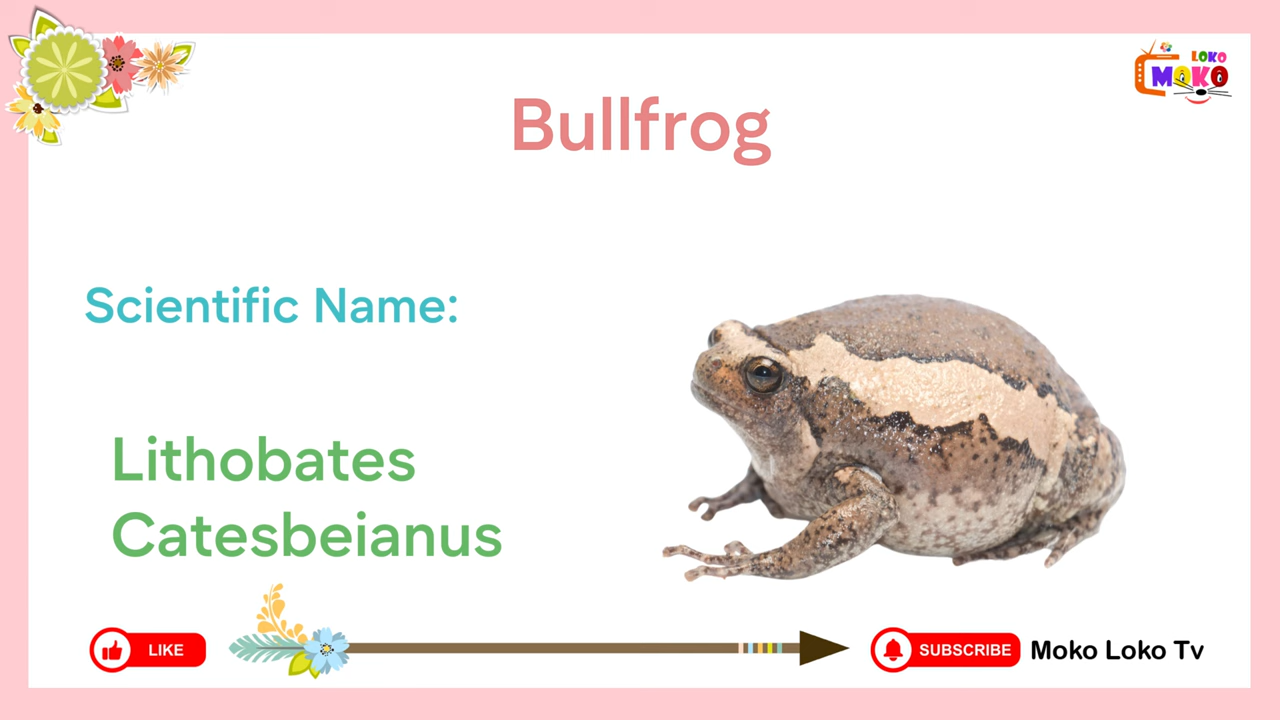 LOKO
MOKO
Bullfrog
Scientific Name:
Lithobates
Catesbeianus
LIKE
SUBSCRIBE
Moko Loko Tv